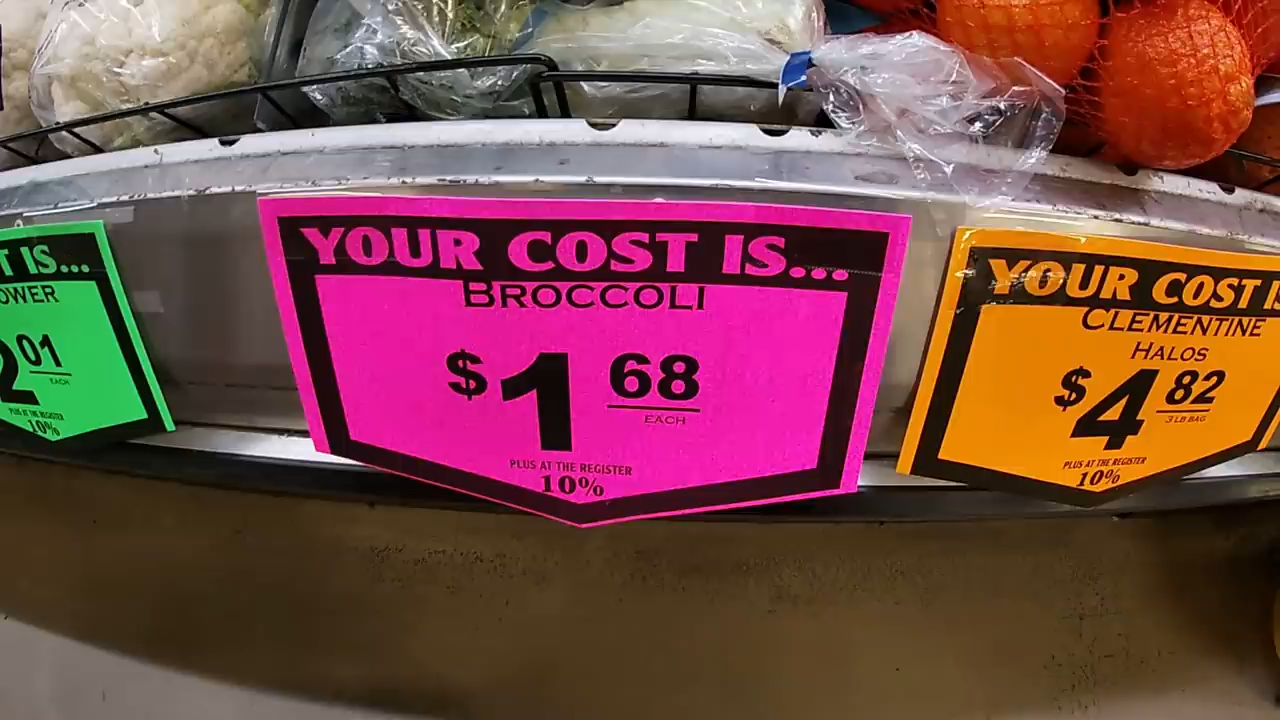 T IS...
OWER
2 01
EACH
PLUS AT THE REGISTER
10%
YOUR COST IS....
BROCCOLI
$1 68
EACH
PLUS AT THE REGISTER
10%
YOUR COST I
CLEMENTINE
HALOS
$4 82
3 LB BAG
PLUS AT THE REGISTER
10%